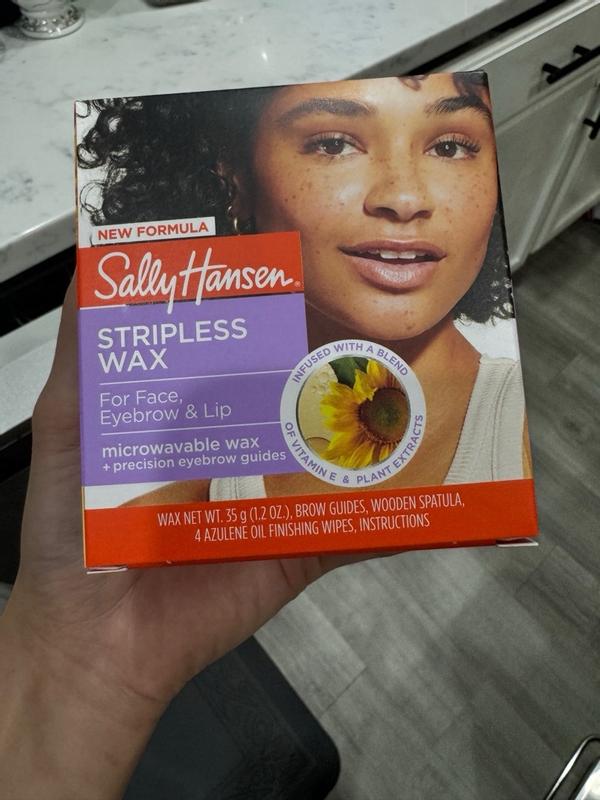 NEW FORMULA
Sally Hansen®
STRIPLESS
WAX
For Face,
Eyebrow & Lip
microwavable wax
+ precision eyebrow guides
INFUSED WITH A BLEND
OF VITAMIN E & PLANT EXTRACTS
WAX NET WT. 35 g (1.2 OZ.), BROW GUIDES, WOODEN SPATULA,
4 AZULENE OIL FINISHING WIPES, INSTRUCTIONS